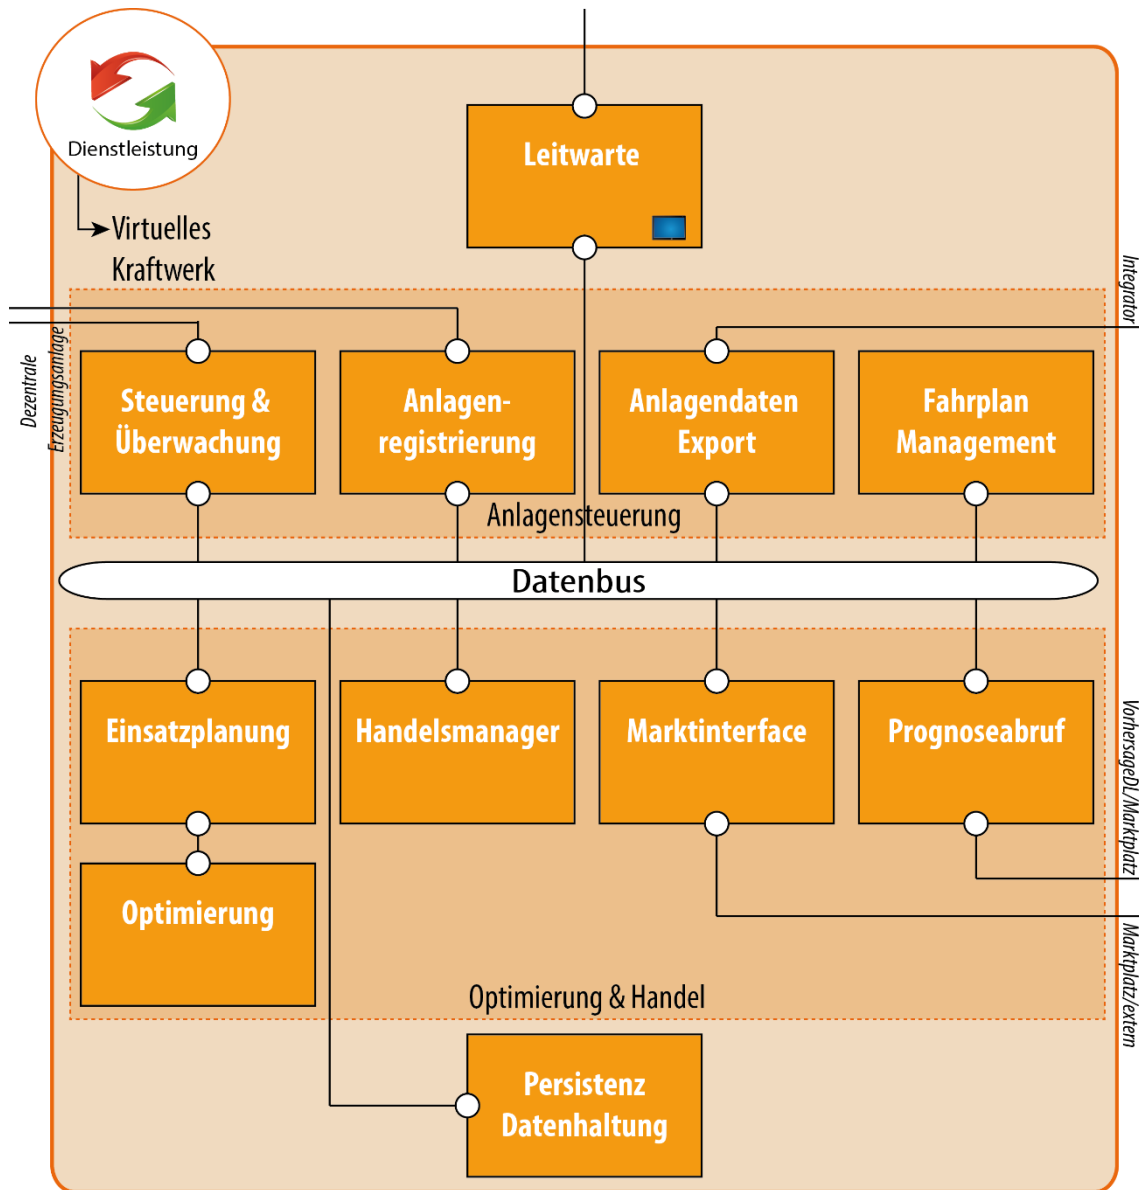 Dienstleistung
Virtuelles
Kraftwerk
Leitwarte
Integrator
Dezentrale
Erzeugungsanlage
Steuerung &
Überwachung
Anlagen-
registrierung
Anlagendaten
Export
Fahrplan
Management
Anlagensteuerung
Datenbus
Einsatzplanung
Handelsmanager
Marktinterface
Prognoseabruf
VorhersageDL/Marktplatz
Optimierung
Marktplatz/extern
Optimierung & Handel
Persistenz
Datenhaltung